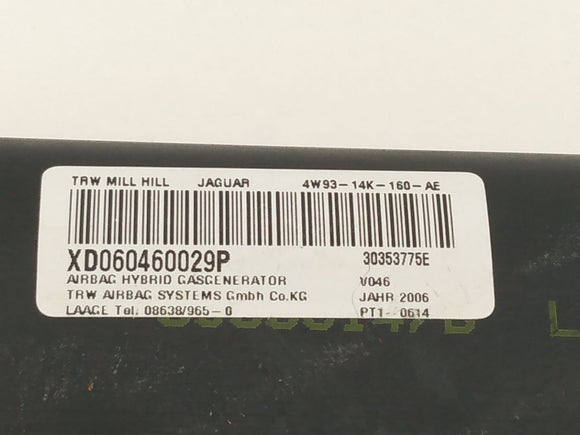 TRW MILL HILL JAGUAR 4W93-14K-160-AE
XD060460029P 30353775E
AIRBAG HYBRID GASGENERATOR V046
TRW AIRBAG SYSTEMS Gmbh Co.KG JAHR 2006
LAAGE Tel. 08638/965-0 PT1 0614